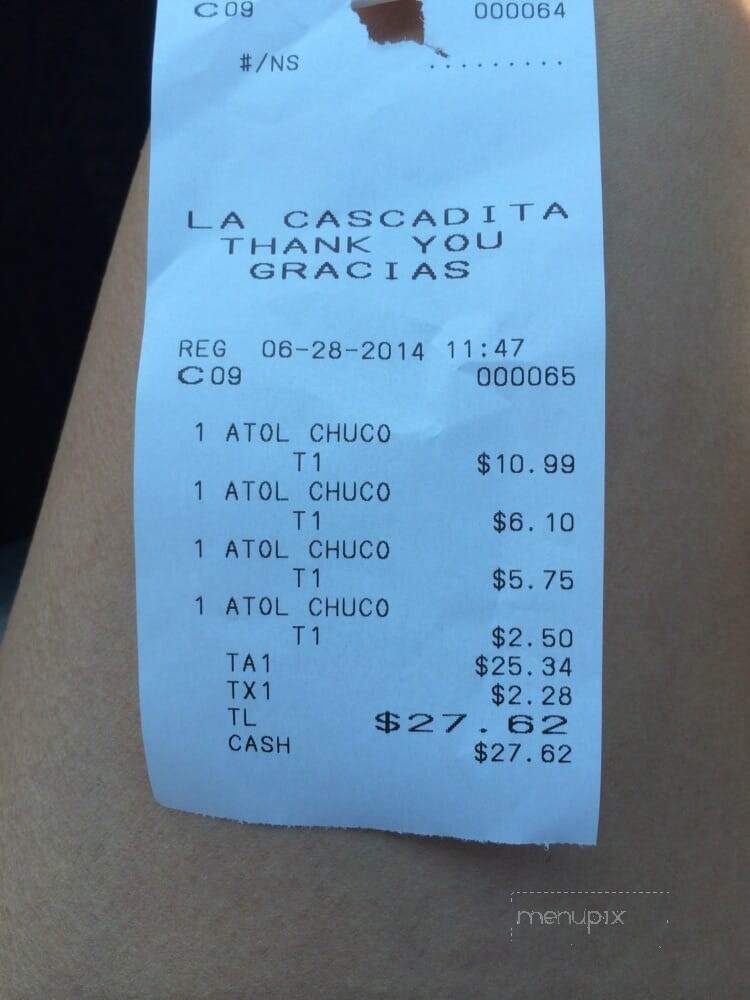 C09 000064
#/NS .........
LA CASCADITA
THANK YOU
GRACIAS
REG 06-28-2014 11:47
C09 000065
1 ATOL CHUCO
T1 $10.99
1 ATOL CHUCO
T1 $6.10
1 ATOL CHUCO
T1 $5.75
1 ATOL CHUCO
T1 $2.50
TA1 $25.34
TX1 $2.28
TL $27.62
CASH $27.62
menupix